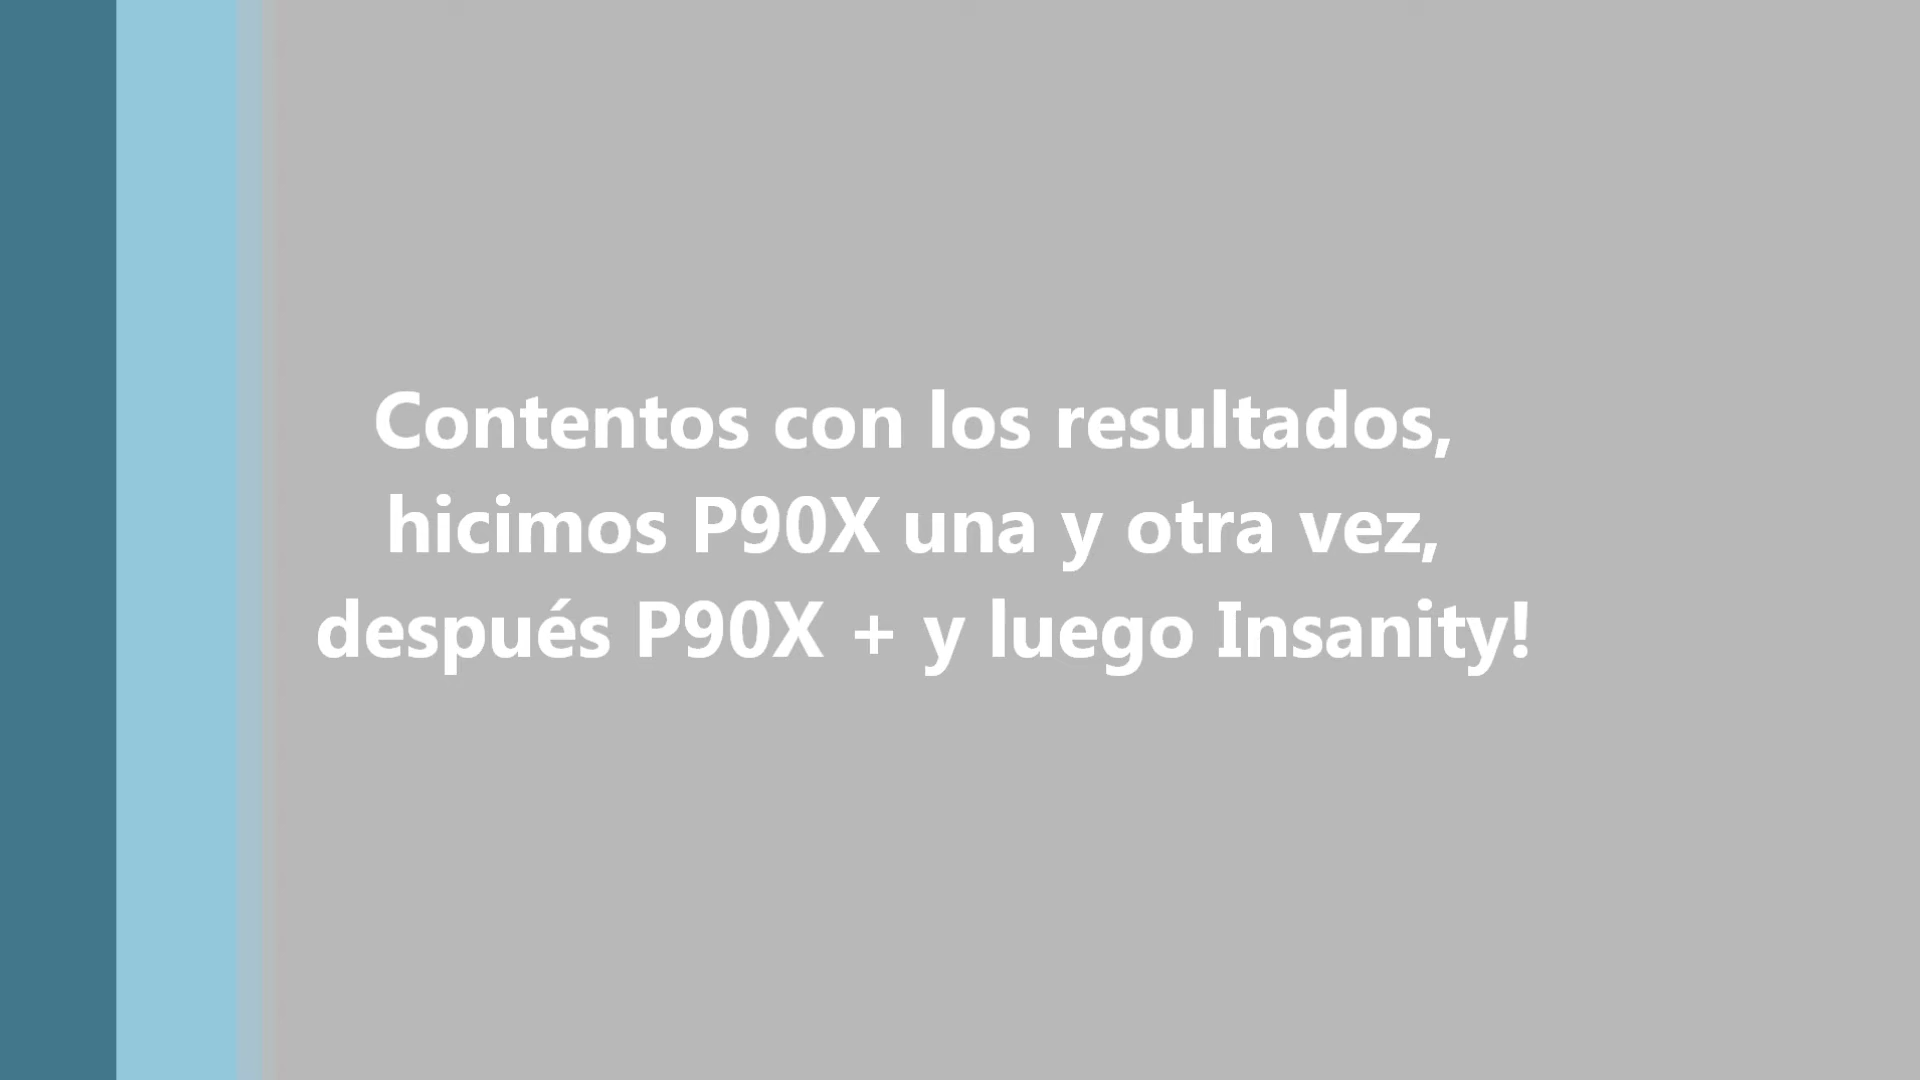 Contentos con los resultados,
hicimos P90X una y otra vez,
después P90X + y luego Insanity!